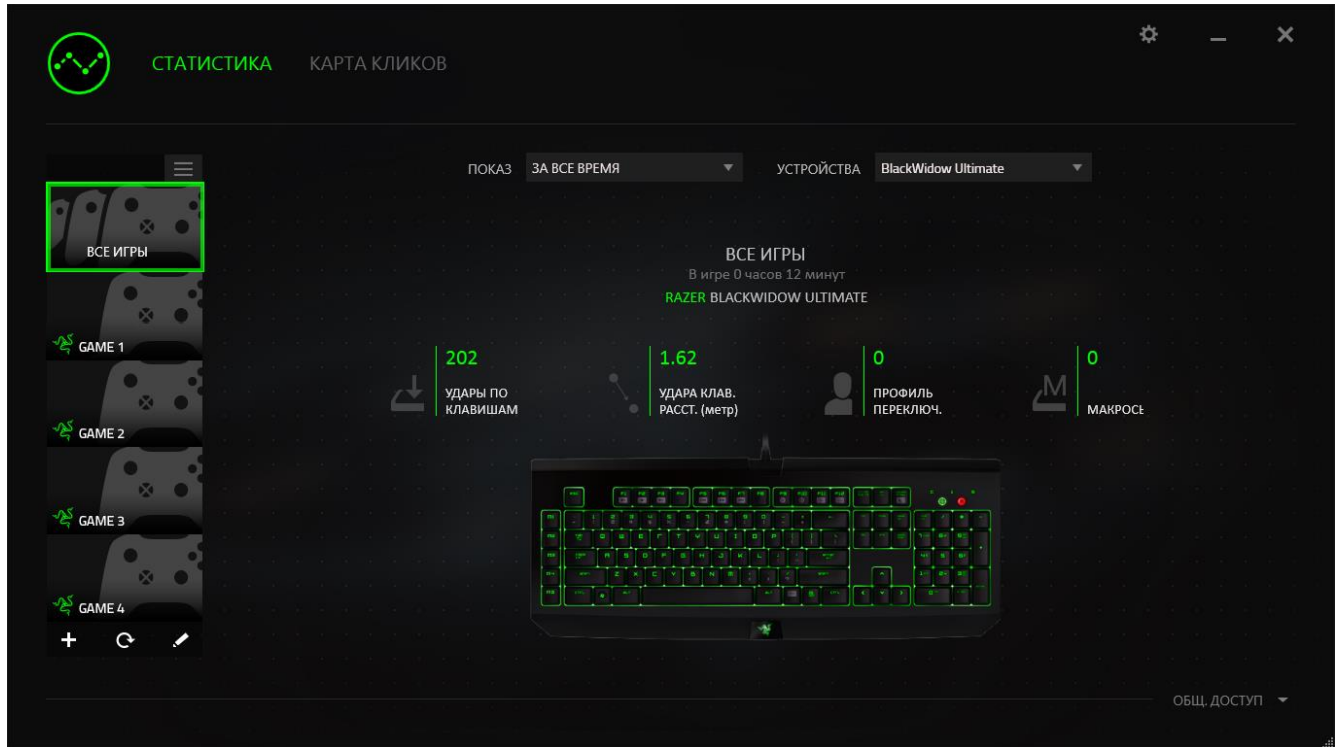 СТАТИСТИКА КАРТА КЛИКОВ
ПОКАЗ ЗА ВСЕ ВРЕМЯ УСТРОЙСТВА BlackWidow Ultimate
ВСЕ ИГРЫ
GAME 1
GAME 2
GAME 3
GAME 4
ВСЕ ИГРЫ
В игре 0 часов 12 минут
RAZER BLACKWIDOW ULTIMATE
202
УДАРЫ ПО
КЛАВИШАМ
1.62
УДАРА КЛАВ.
РАССТ. (метр)
0
ПРОФИЛЬ
ПЕРЕКЛЮЧ.
M
0
МАКРОСЫ
ОБЩ. ДОСТУП